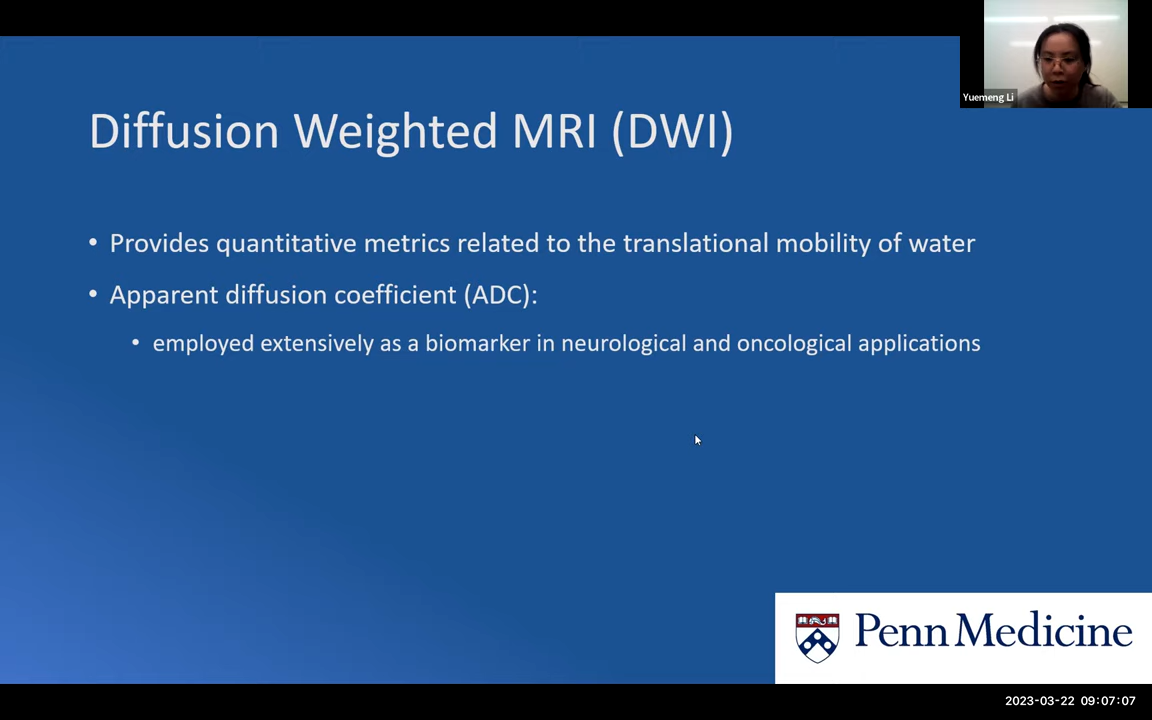 Yuemeng Li
Diffusion Weighted MRI (DWI)
• Provides quantitative metrics related to the translational mobility of water
• Apparent diffusion coefficient (ADC):
• employed extensively as a biomarker in neurological and oncological applications
Penn Medicine
2023-03-22 09:07:07